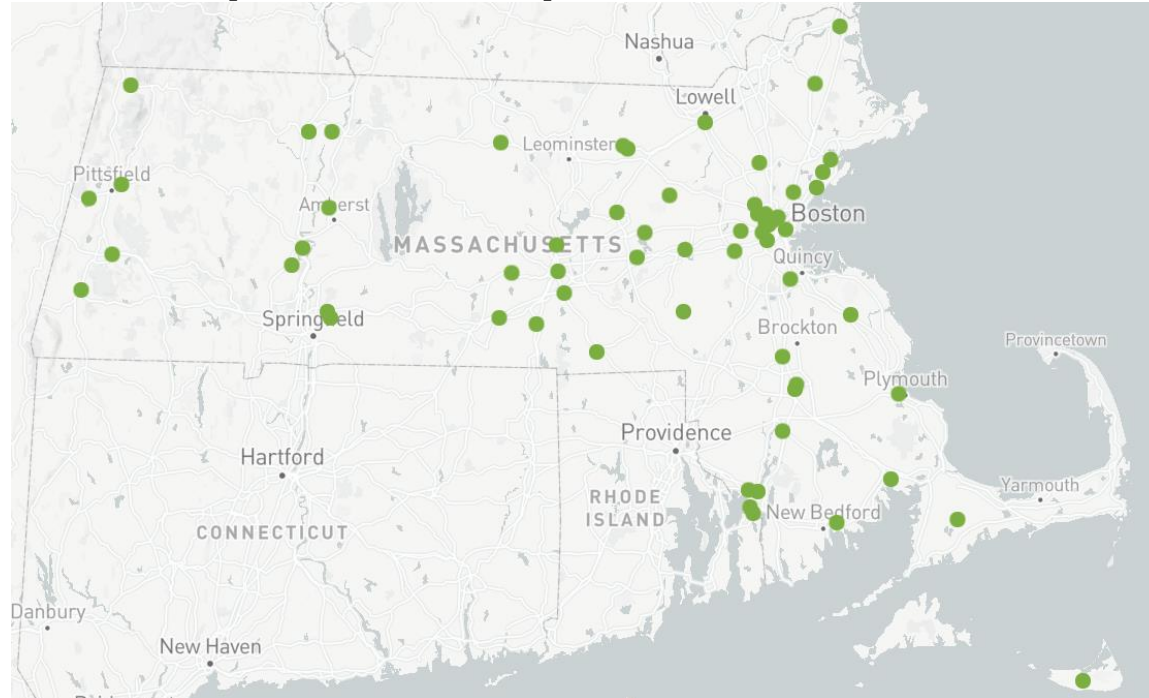 Nashua
Lowell
Leominster
Pittsfield
Amherst
Boston
MASSACHUSETTS
Quincy
Springfield
Brockton
Provincetown
Plymouth
Providence
Hartford
RHODE
ISLAND
New Bedford
Yarmouth
CONNECTICUT
Danbury
New Haven